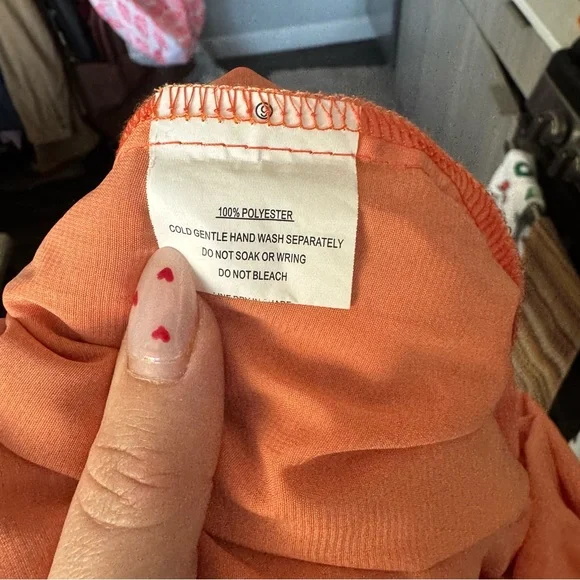 100% POLYESTER
COLD GENTLE HAND WASH SEPARATELY
DO NOT SOAK OR WRING
DO NOT BLEACH